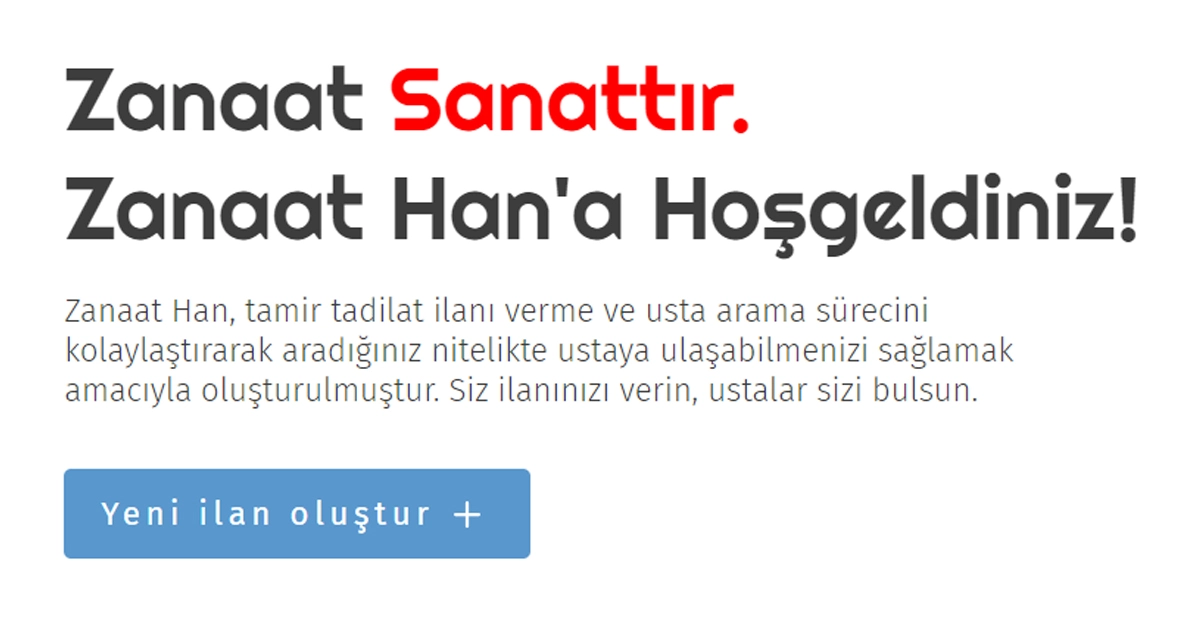 Zanaat Sanattır.
Zanaat Han'a Hoşgeldiniz!
Zanaat Han, tamir tadilat ilanı verme ve usta arama sürecini
kolaylaştırarak aradığınız nitelikte ustaya ulaşabilmenizi sağlamak
amacıyla oluşturulmuştur. Siz ilanınızı verin, ustalar sizi bulsun.
Yeni ilan oluştur +